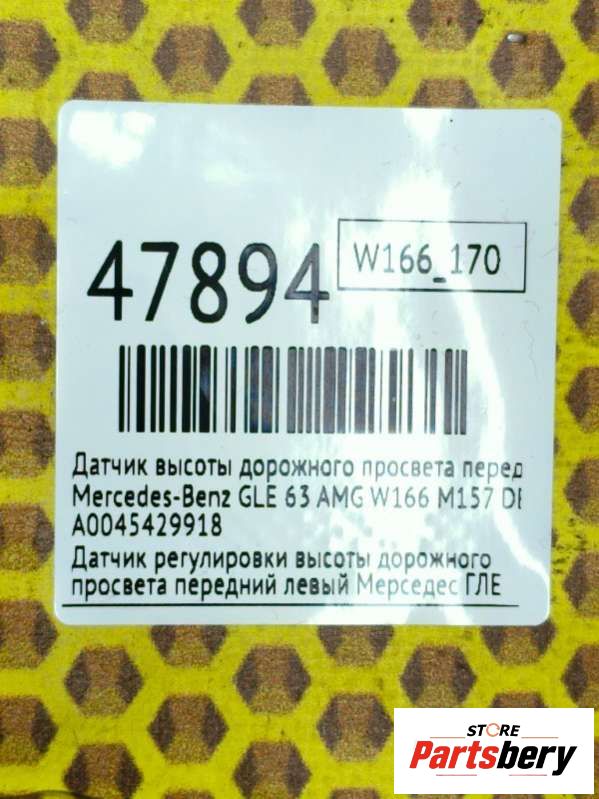 47894
W166_170
Датчик высоты дорожного просвета перед
Mercedes-Benz GLE 63 AMG W166 M157 DE
A0045429918
Датчик регулировки высоты дорожного
просвета передний левый Мерседес ГЛЕ
STORE
Partsbery